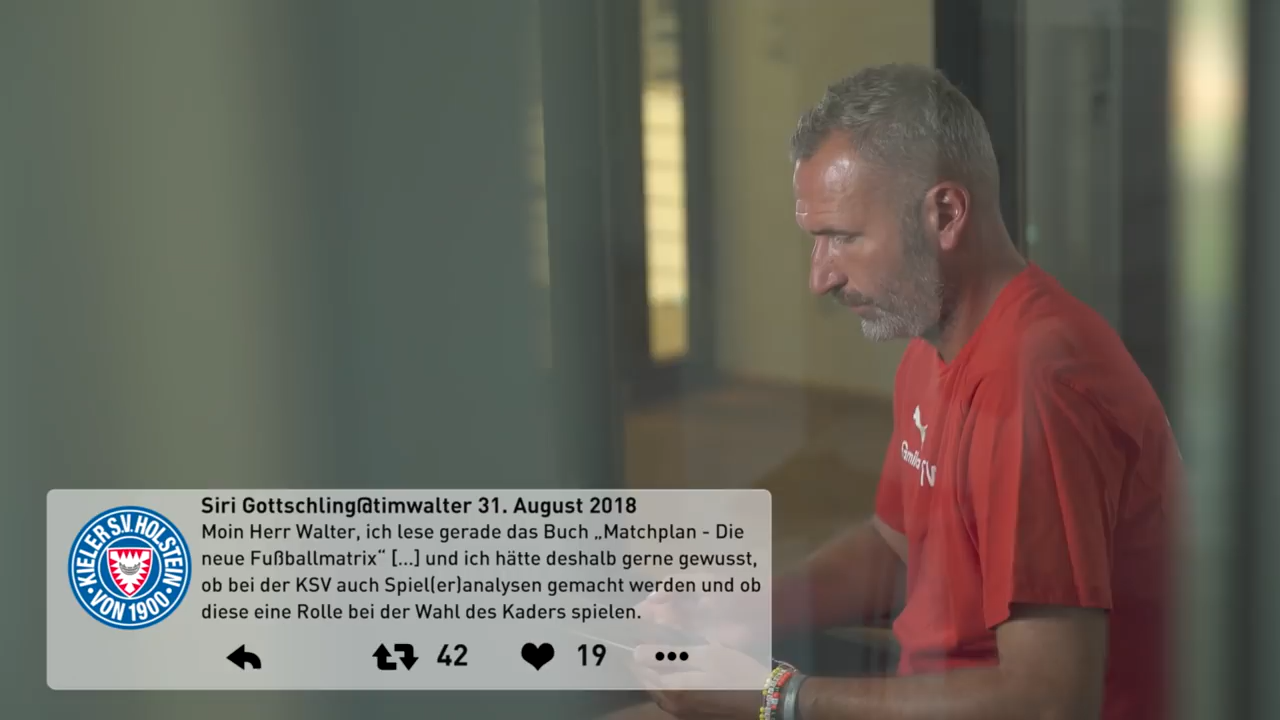 Siri Gottschling@timwalter 31. August 2018
Moin Herr Walter, ich lese gerade das Buch „Matchplan - Die
neue Fußballmatrix“ [...] und ich hätte deshalb gerne gewusst,
ob bei der KSV auch Spiel(er)analysen gemacht werden und ob
diese eine Rolle bei der Wahl des Kaders spielen.
KIELER S.V. HOLSTEIN
VON 1900
42
19